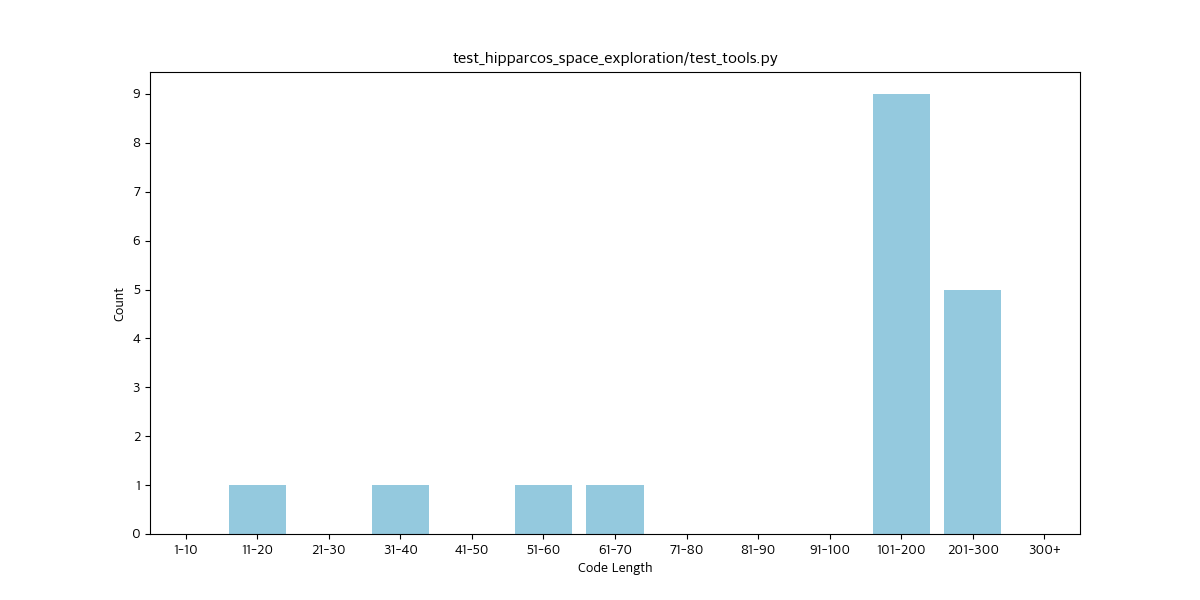 test_hipparcos_space_exploration/test_tools.py
9
8
7
6
5
4
3
2
1
0
Count
1-10 11-20 21-30 31-40 41-50 51-60 61-70 71-80 81-90 91-100 101-200 201-300 300+
Code Length